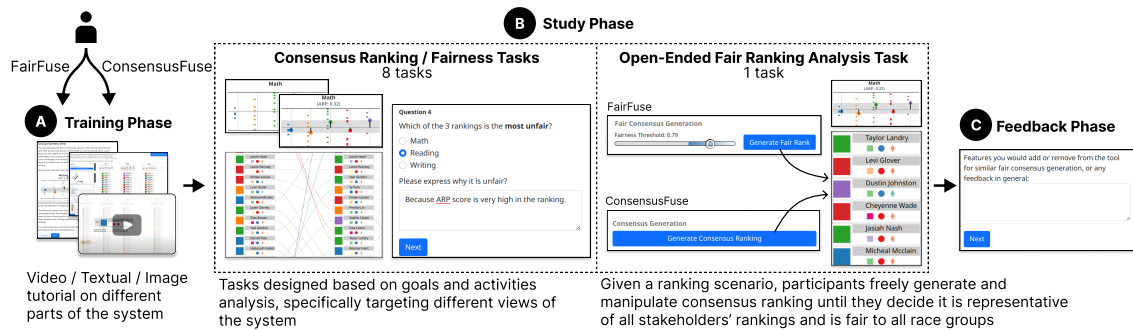 B Study Phase
FairFuse ConsensusFuse
A Training Phase
Video / Textual / Image
tutorial on different
parts of the system
Consensus Ranking / Fairness Tasks
8 tasks
Math
Math
(ARP: 0.32)
Question 4
Which of the 3 rankings is the most unfair?
Math
Reading
Writing
Please express why it is unfair?
Because ARP score is very high in the ranking.
Next
Tasks designed based on goals and activities
analysis, specifically targeting different views of
the system
Open-Ended Fair Ranking Analysis Task
1 task
FairFuse
Fair Consensus Generation
Fairness Threshold: 0.79
Generate Fair Rank
ConsensusFuse
Consensus Generation
Generate Consensus Ranking
Math
(ARP: 0.32)
Taylor Landry
Levi Glover
Dustin Johnston
Cheyenne Wade
Jasiah Nash
Micheal Mcclain
Given a ranking scenario, participants freely generate and
manipulate consensus ranking until they decide it is representative
of all stakeholders’ rankings and is fair to all race groups
C Feedback Phase
Features you would add or remove from the tool
for similar fair consensus generation, or any
feedback in general:
Next